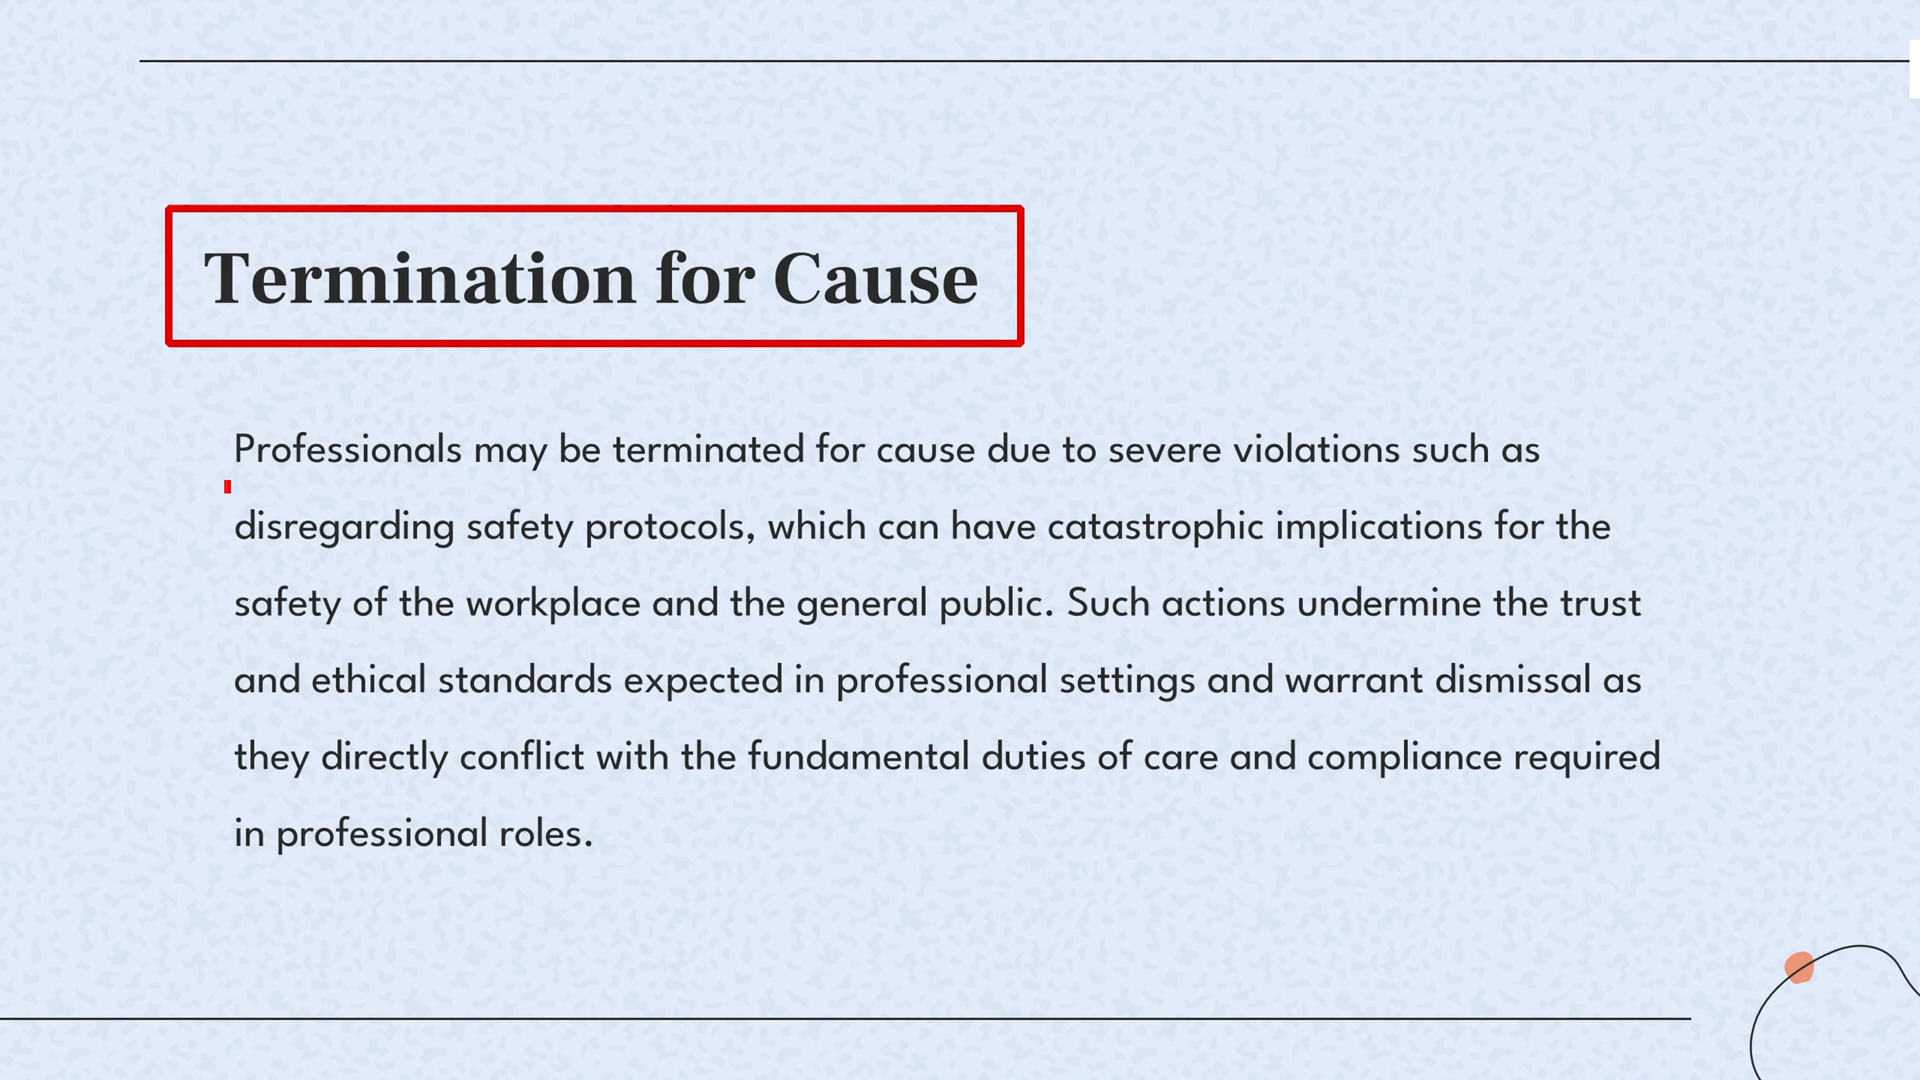 Termination for Cause
Professionals may be terminated for cause due to severe violations such as
disregarding safety protocols, which can have catastrophic implications for the
safety of the workplace and the general public. Such actions undermine the trust
and ethical standards expected in professional settings and warrant dismissal as
they directly conflict with the fundamental duties of care and compliance required
in professional roles.